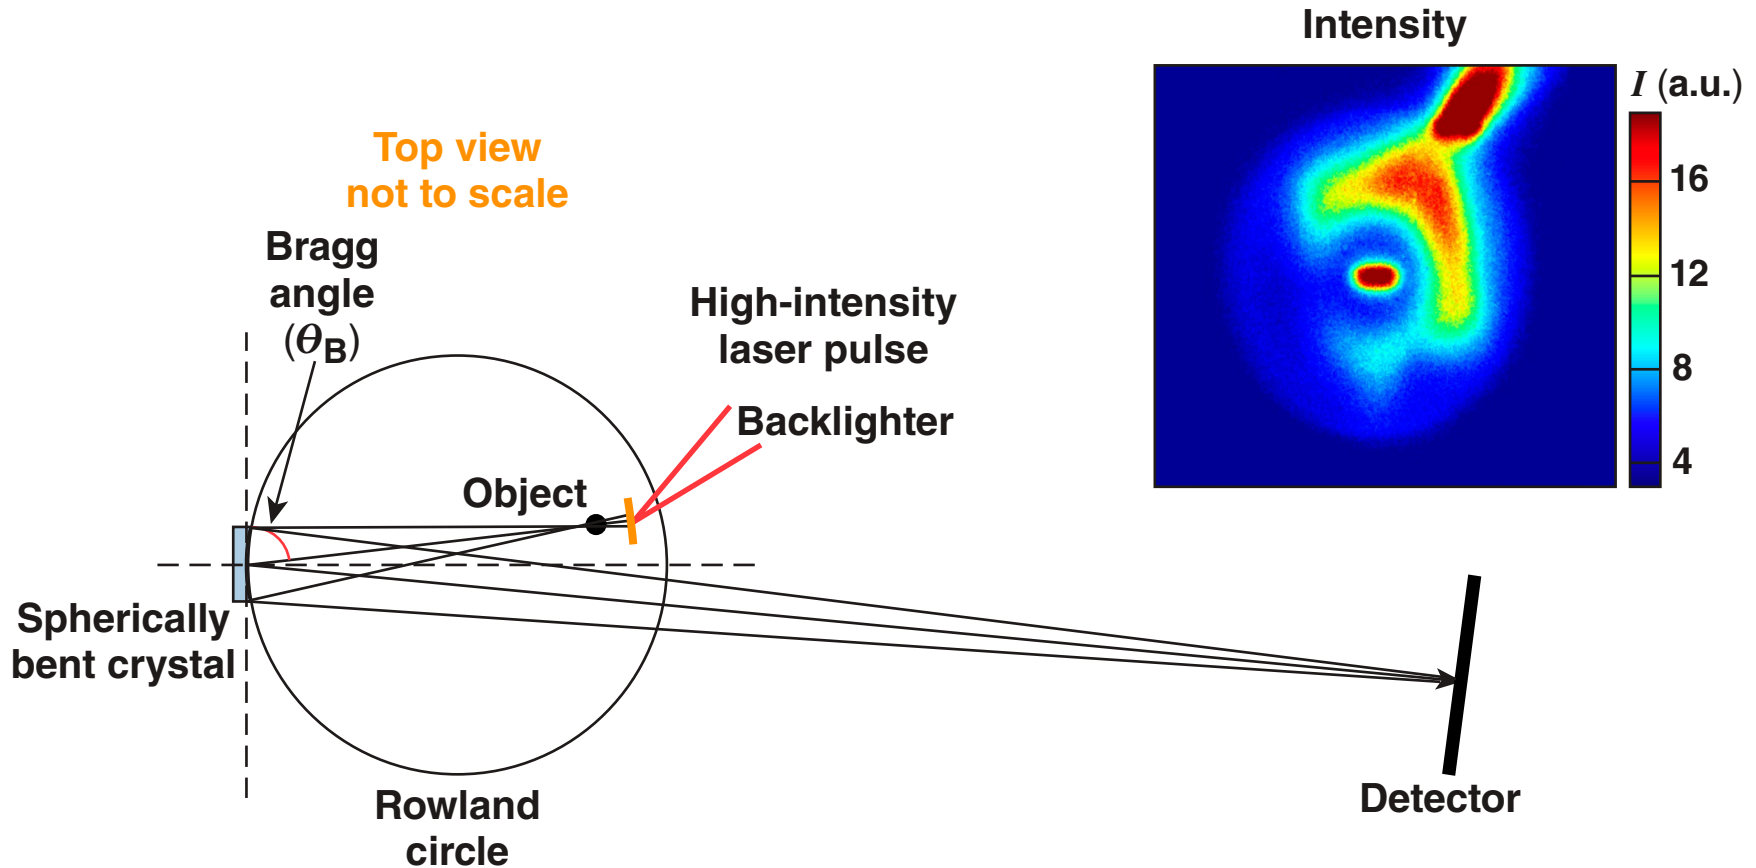 Intensity
I (a.u.)
16
12
8
4
Top view
not to scale
Bragg
angle
(θB)
High-intensity
laser pulse
Backlighter
Object
Spherically
bent crystal
Rowland
circle
Detector